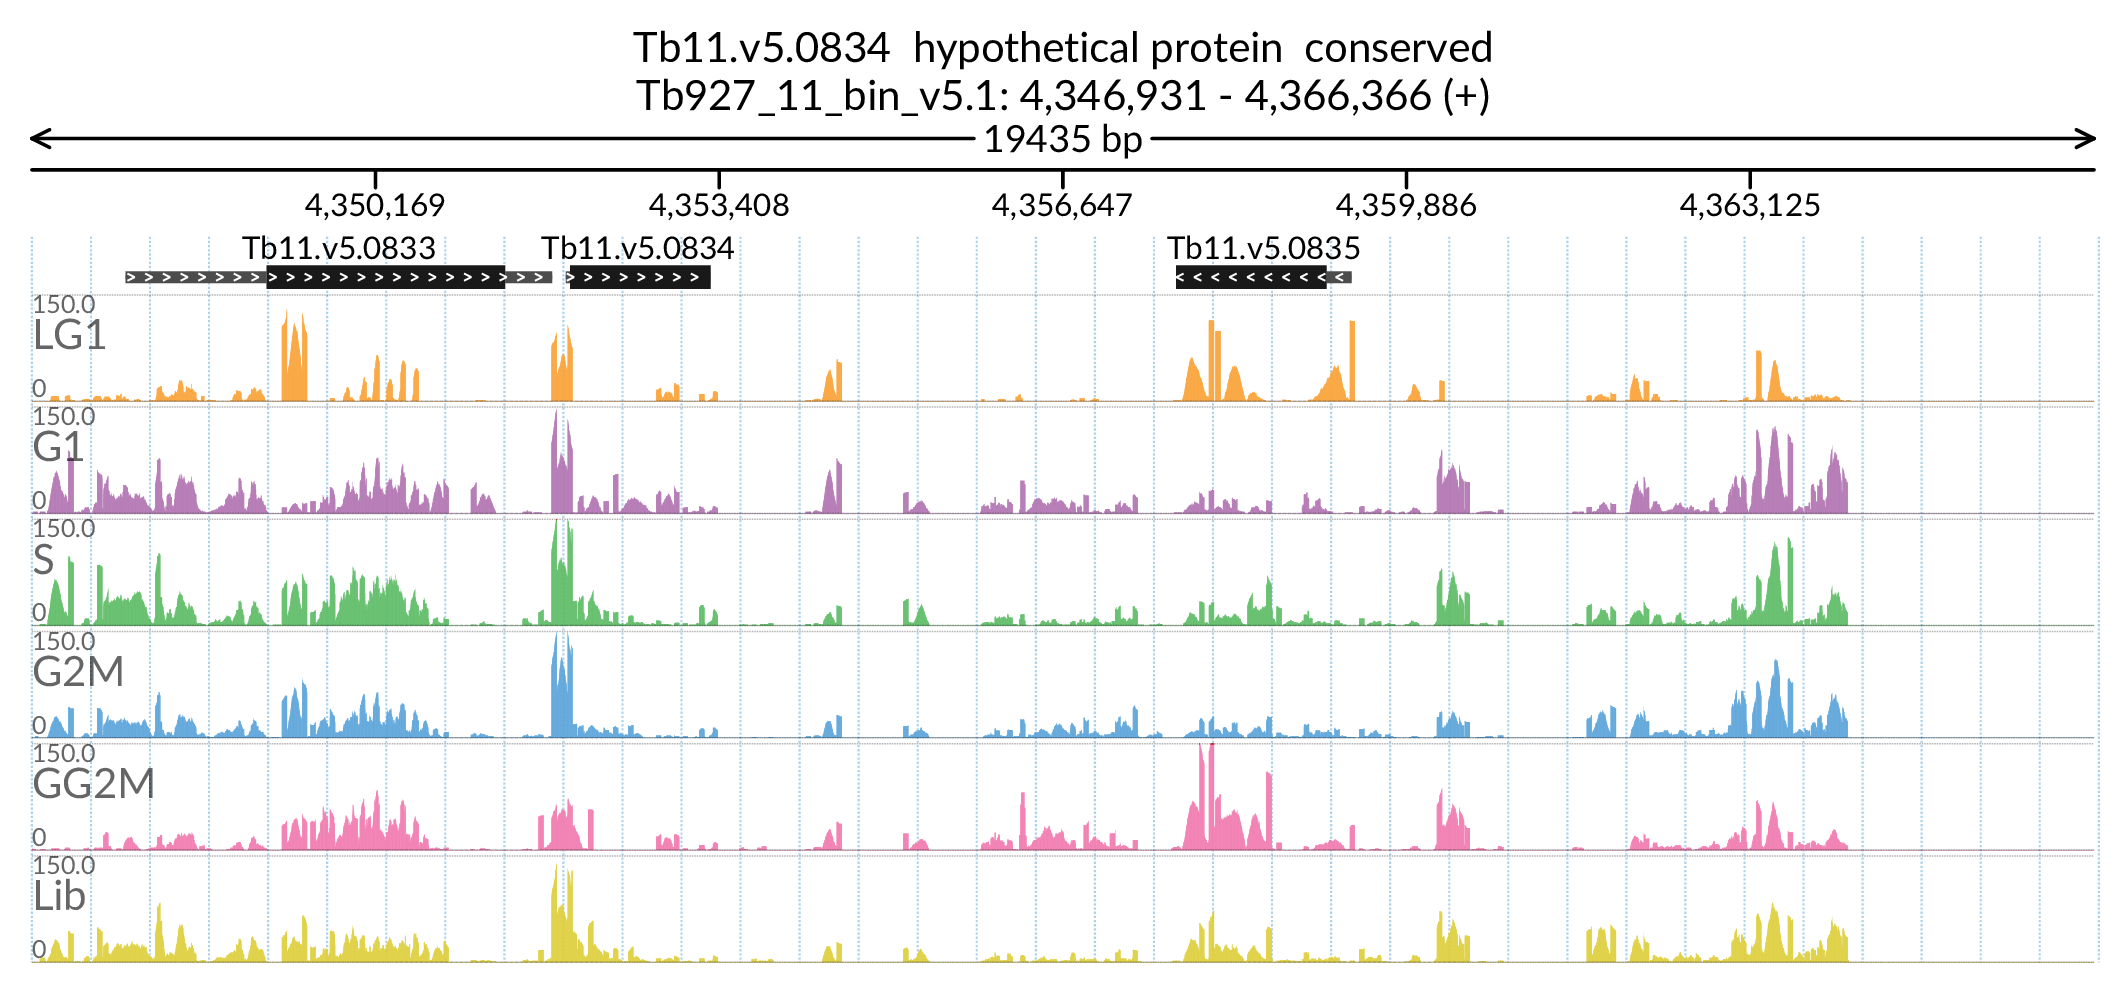 Tb11.v5.0834 hypothetical protein conserved
Tb927_11_bin_v5.1: 4,346,931 - 4,366,366 (+)
19435 bp
4,350,169 4,353,408 4,356,647 4,359,886 4,363,125
Tb11.v5.0833 Tb11.v5.0834 Tb11.v5.0835
150.0
LG1
0
150.0
G1
0
150.0
S
0
150.0
G2M
0
150.0
GG2M
0
150.0
Lib
0